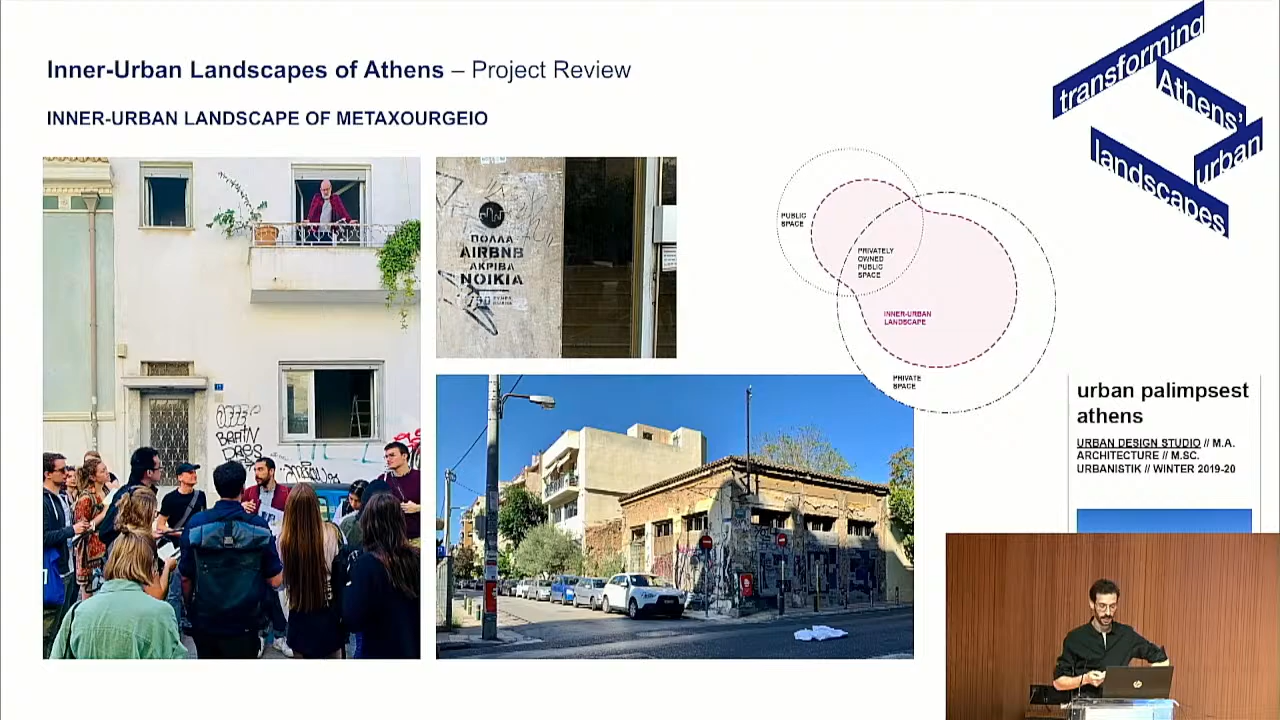 Inner-Urban Landscapes of Athens – Project Review
INNER-URBAN LANDSCAPE OF METAXOURGEIO
transforming
Athens'
urban
landscapes
ΠΟΛΛΑ
AIRBNB
ΑΚΡΙΒΑ
ΝΟΙΚΙΑ
PUBLIC
SPACE
PRIVATELY
OWNED
PUBLIC
SPACE
INNER-URBAN
LANDSCAPE
PRIVATE
SPACE
urban palimpsest
athens
URBAN DESIGN STUDIO // M.A.
ARCHITECTURE // M.SC.
URBANISTIK // WINTER 2019-20
BRAIN